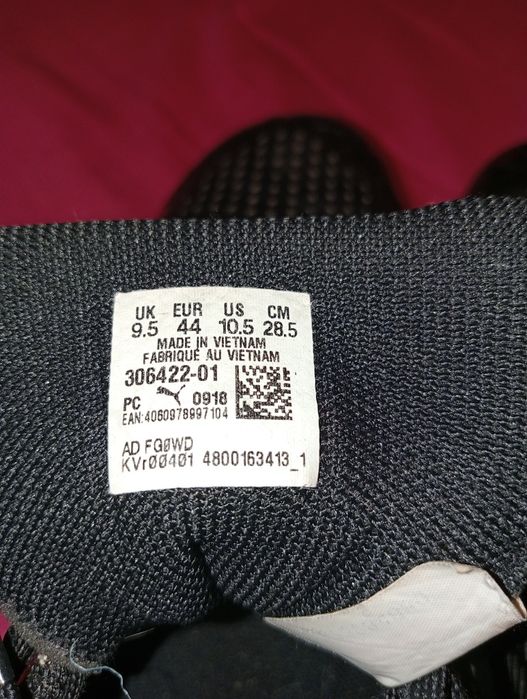 UK EUR US CM
9.5 44 10.5 28.5
MADE IN VIETNAM
FABRIQUÉ AU VIETNAM
306422-01
PC 0918
EAN:4060978997104
AD FG0WD
KVr00401 4800163413_1